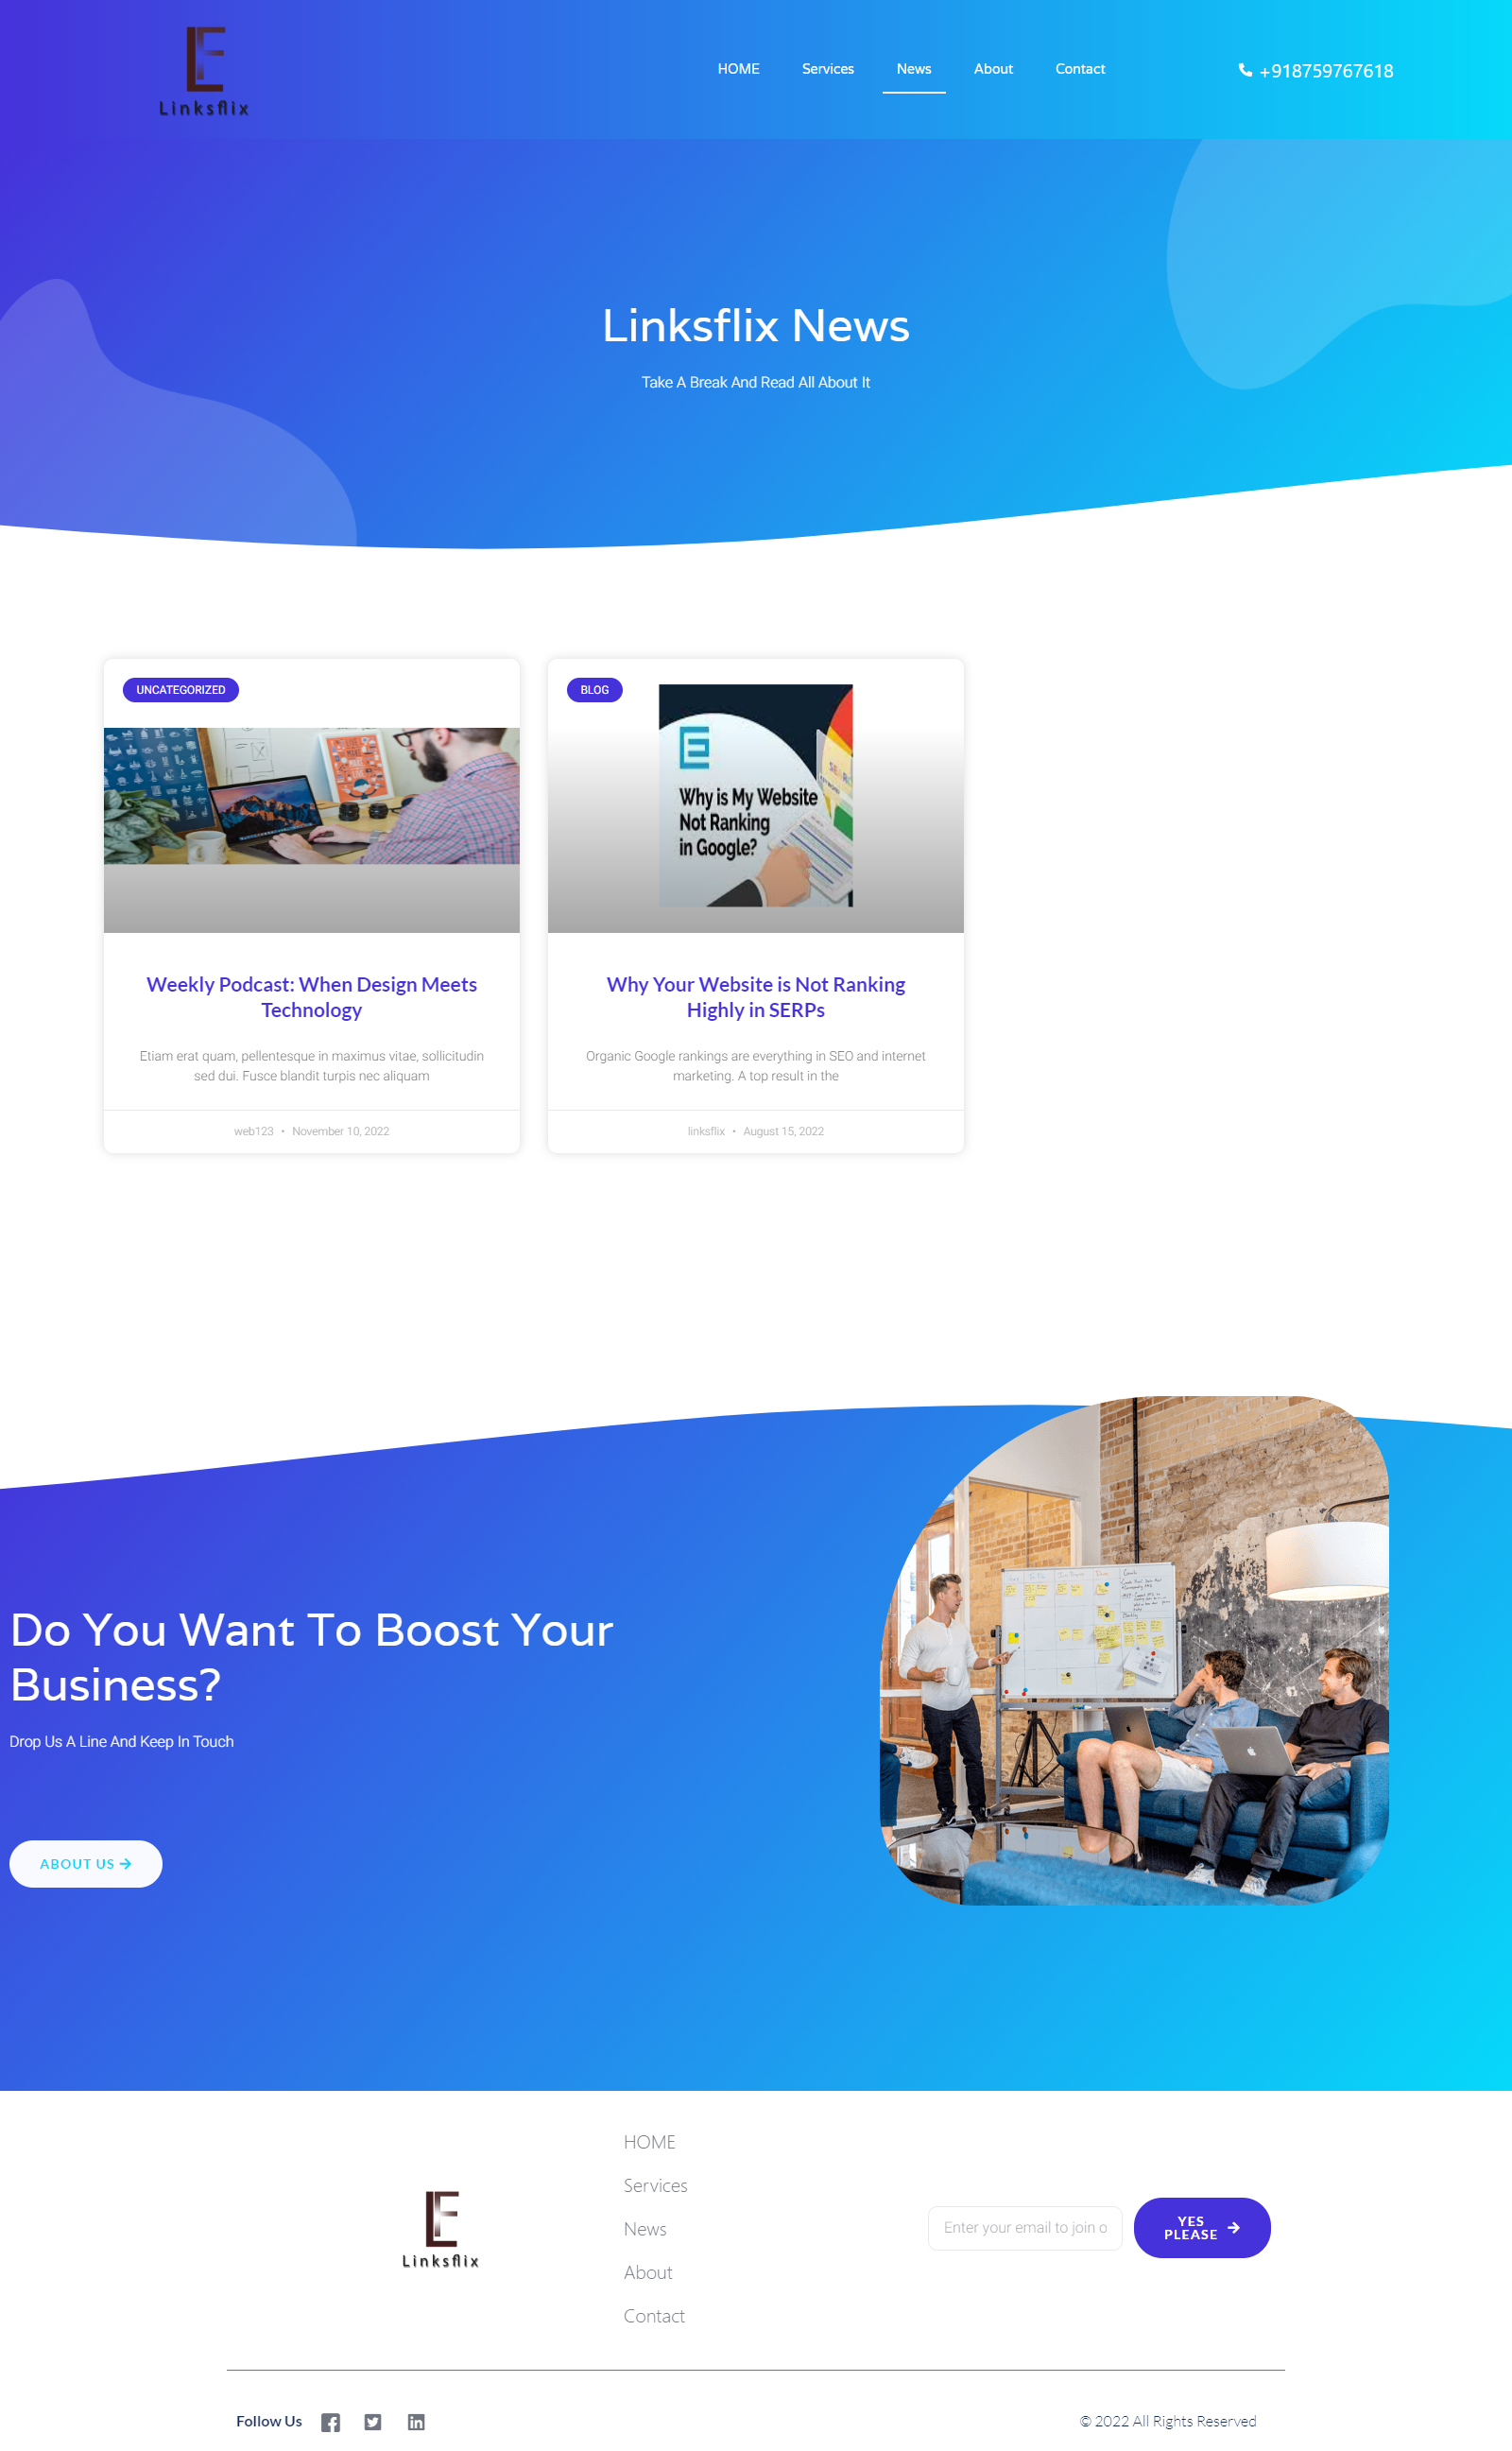 Linksflix
HOME
Services
News
About
Contact
+918759767618
Linksflix News
Take A Break And Read All About It
UNCATEGORIZED
Weekly Podcast: When Design Meets
Technology
Etiam erat quam, pellentesque in maximus vitae, sollicitudin
sed dui. Fusce blandit turpis nec aliquam
web123 • November 10, 2022
BLOG
Why is My Website
Not Ranking
in Google?
Why Your Website is Not Ranking
Highly in SERPs
Organic Google rankings are everything in SEO and internet
marketing. A top result in the
linksflix • August 15, 2022
Do You Want To Boost Your
Business?
Drop Us A Line And Keep In Touch
ABOUT US
Linksflix
HOME
Services
News
About
Contact
Enter your email to join o
YES
PLEASE
Follow Us
© 2022 All Rights Reserved